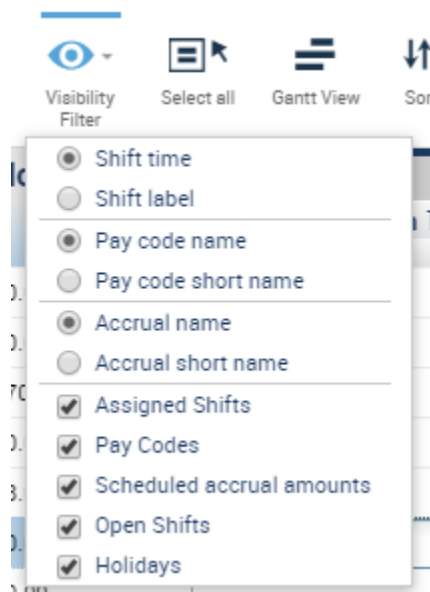 Visibility
Filter
Select all
Gantt View
Shift time
Shift label
Pay code name
Pay code short name
Accrual name
Accrual short name
Assigned Shifts
Pay Codes
Scheduled accrual amounts
Open Shifts
Holidays